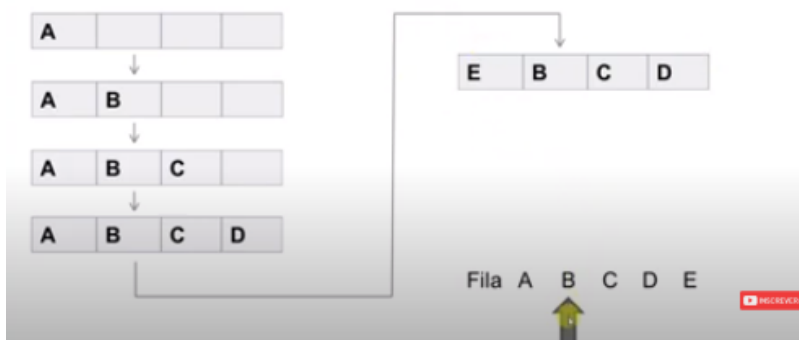 A
A B
A B C
A B C D
E B C D
Fila A B C D E
INSCREVER